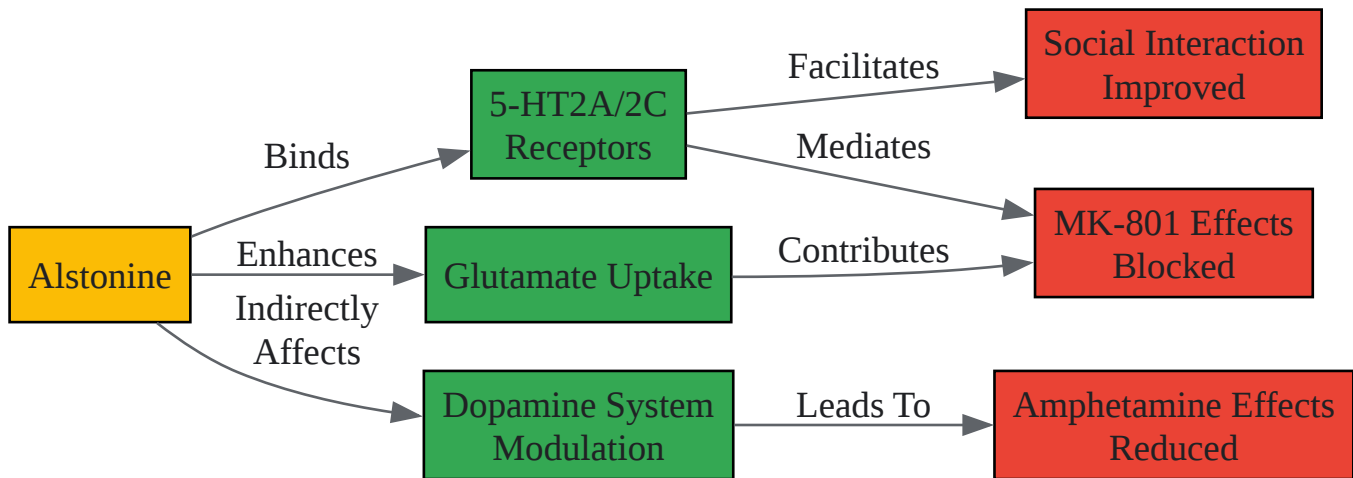 Social Interaction
Improved
Facilitates
5-HT2A/2C
Receptors
Binds
Mediates
MK-801 Effects
Blocked
Alstonine
Enhances
Glutamate Uptake
Contributes
Indirectly
Affects
Dopamine System
Modulation
Leads To
Amphetamine Effects
Reduced